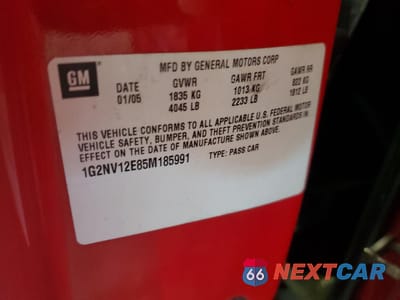 GM
MFD BY GENERAL MOTORS CORP
DATE GVWR GAWR FRT GAWR RR
01/05 1835 KG 1013 KG 822 KG
4045 LB 2233 LB 1812 LB
THIS VEHICLE CONFORMS TO ALL APPLICABLE U.S. FEDERAL MOTOR
VEHICLE SAFETY, BUMPER, AND THEFT PREVENTION STANDARDS IN
EFFECT ON THE DATE OF MANUFACTURE SHOWN ABOVE.
1G2NV12E85M185991 TYPE: PASS CAR
66 NEXTCAR